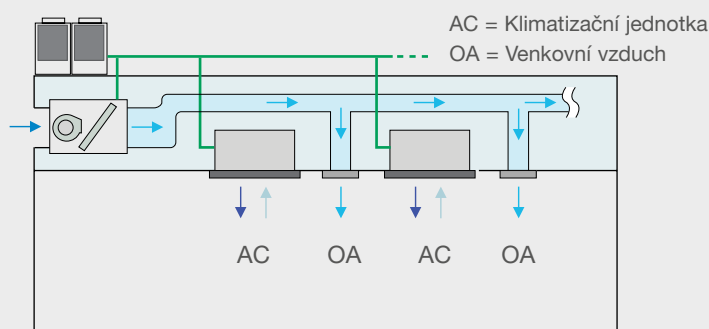 AC = Klimatizační jednotka
OA = Venkovní vzduch
AC OA AC OA